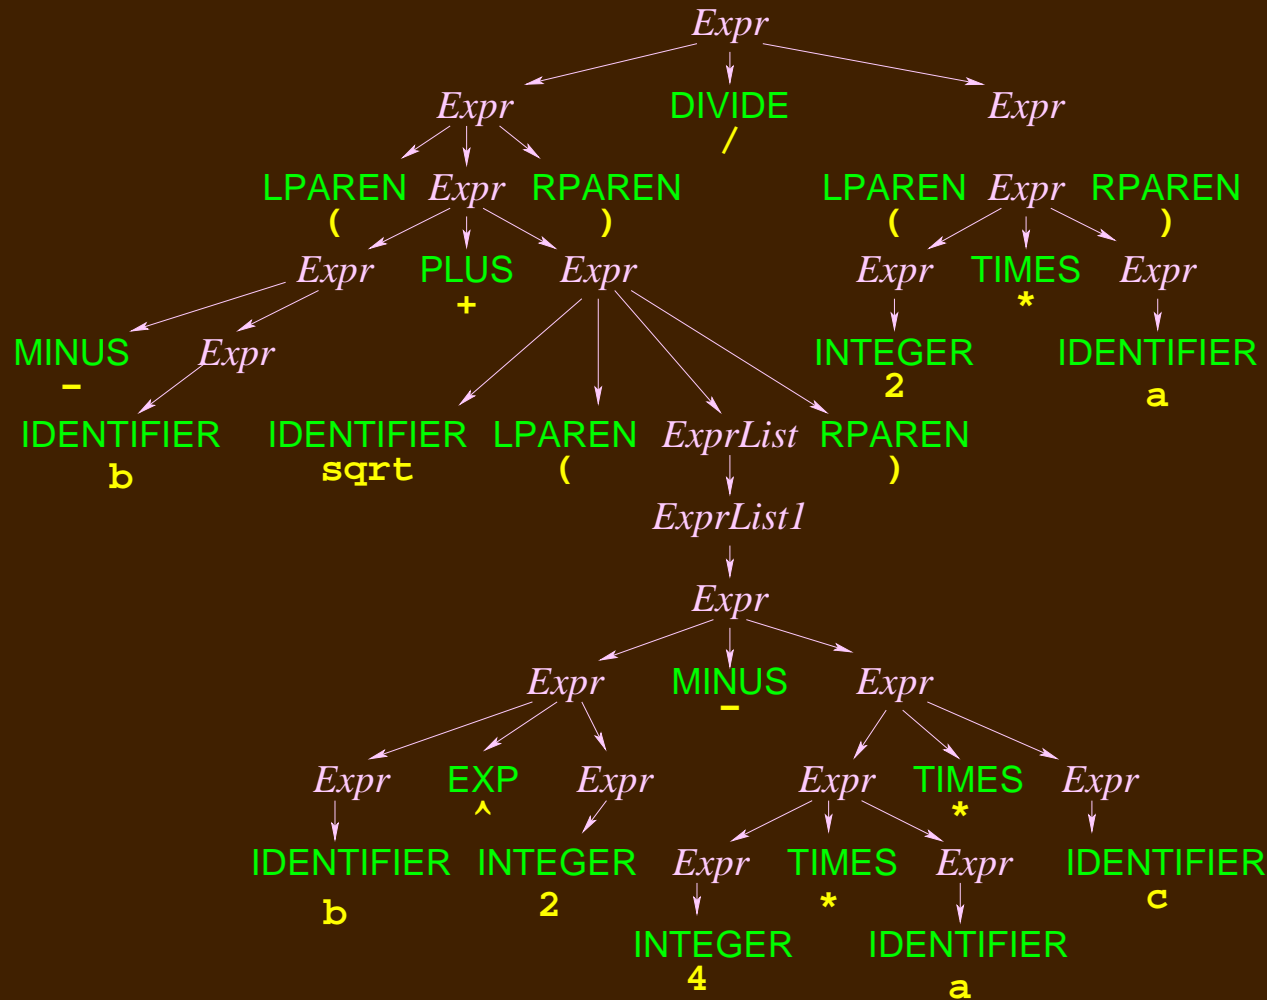 Expr
Expr DIVIDE Expr
/
LPAREN Expr RPAREN LPAREN Expr RPAREN
( ) ( )
Expr PLUS Expr Expr TIMES Expr
+ *
MINUS Expr INTEGER IDENTIFIER
- 2 a
IDENTIFIER IDENTIFIER LPAREN ExprList RPAREN
b sqrt ( )
ExprList1
Expr
Expr MINUS Expr
-
Expr EXP Expr Expr TIMES Expr
^ *
IDENTIFIER INTEGER Expr TIMES Expr IDENTIFIER
b 2 * c
INTEGER IDENTIFIER
4 a